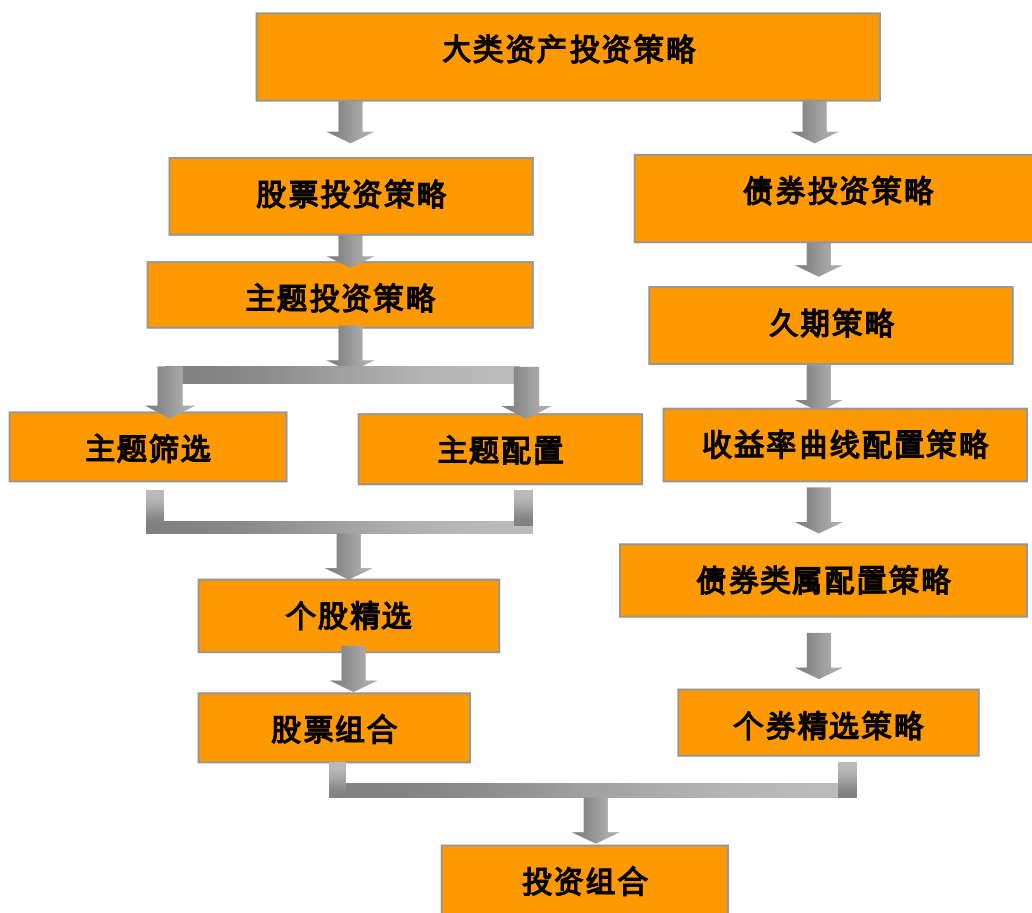 大类资产投资策略
股票投资策略
债券投资策略
主题投资策略
久期策略
主题筛选
主题配置
收益率曲线配置策略
债券类属配置策略
个股精选
股票组合
个券精选策略
投资组合